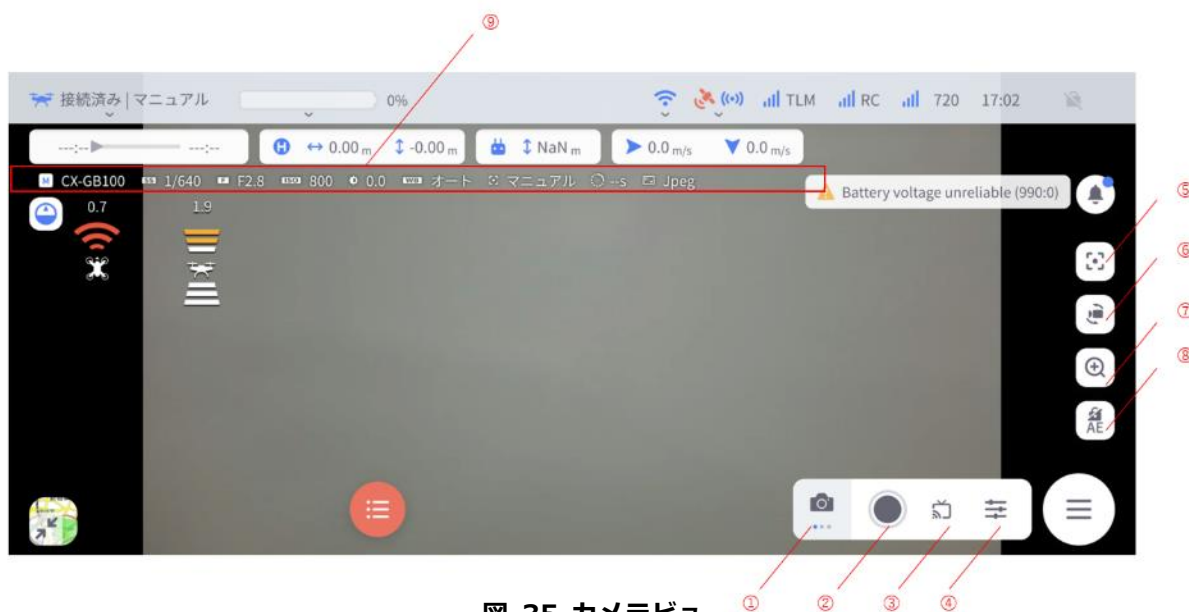 ⑨
接続済み | マニュアル 0% TLM RC 720 17:02
---:-- ---:-- H ↔ 0.00 m ↕ -0.00 m ↕ NaN m 0.0 m/s 0.0 m/s
M CX-GB100 SS 1/640 F F2.8 ISO 800 0.0 WB オート マニュアル --s Jpeg
Battery voltage unreliable (990:0)
⑤
0.7 1.9
⑥
⑦
⑧
AE
① ② ③ ④
図 35 カメラビュー